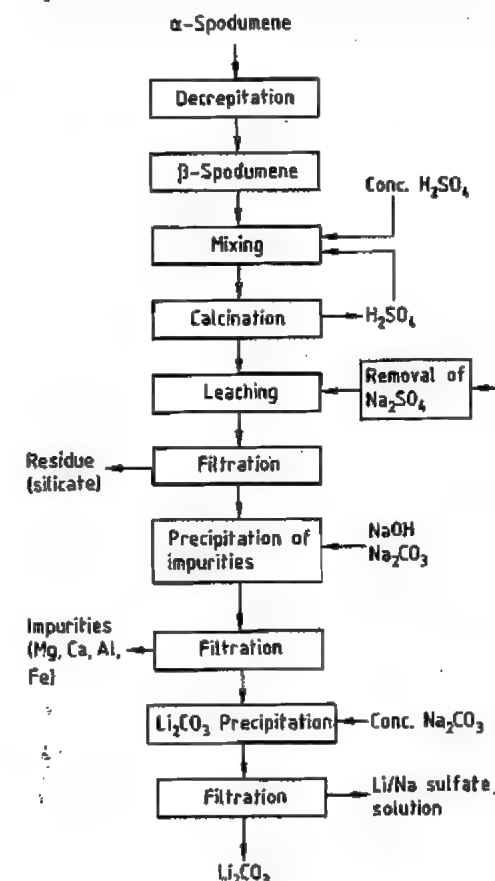 α-Spodumene
Decrepitation
β-Spodumene
Conc. H₂SO₄
Mixing
Calcination
H₂SO₄
Leaching
Removal of
Na₂SO₄
Residue
(silicate)
Filtration
Precipitation of
impurities
NaOH
Na₂CO₃
Impurities
(Mg, Ca, Al,
Fe)
Filtration
Li₂CO₃ Precipitation
Conc. Na₂CO₃
Filtration
Li/Na sulfate
solution
Li₂CO₃